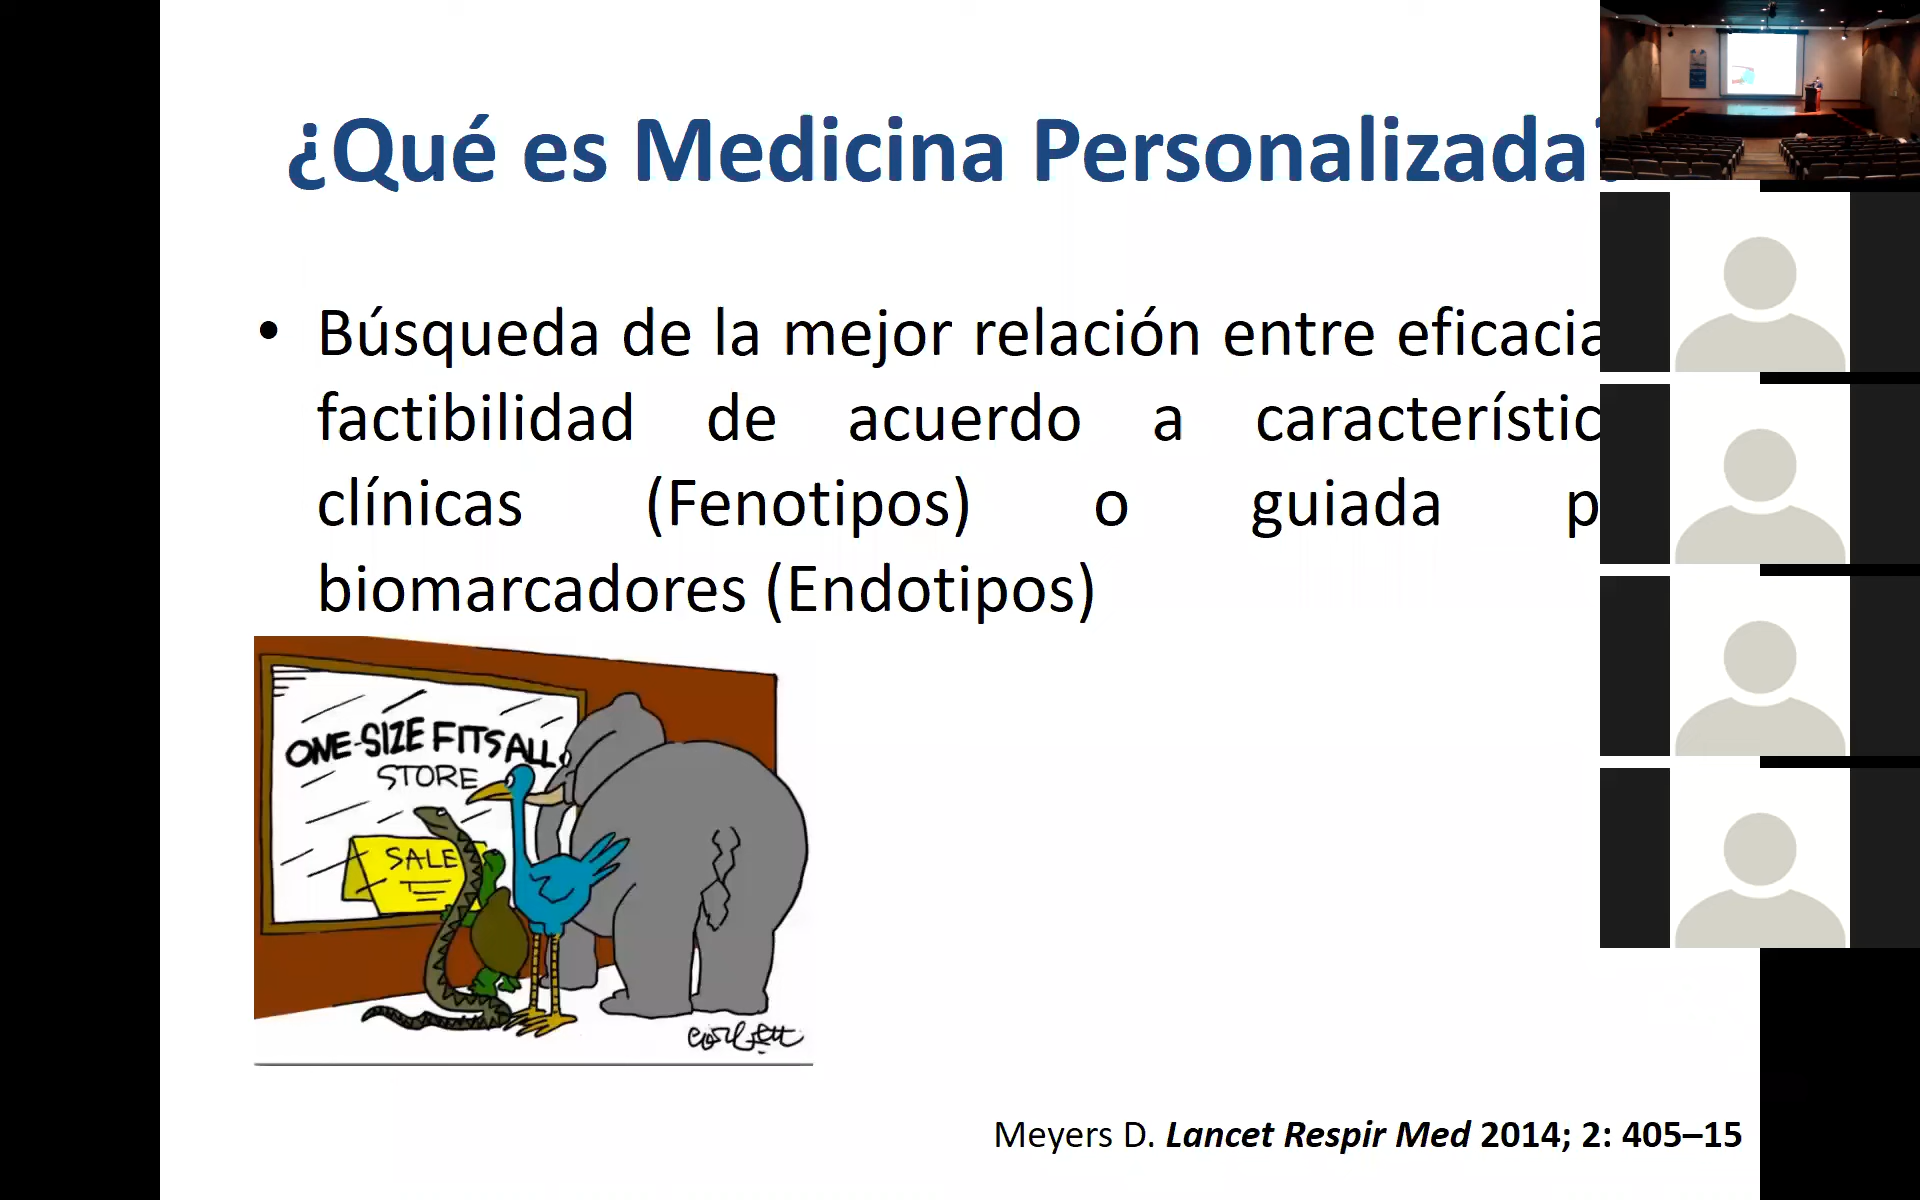 ¿Qué es Medicina Personalizada?
• Búsqueda de la mejor relación entre eficacia
factibilidad de acuerdo a característic
clínicas (Fenotipos) o guiada p
biomarcadores (Endotipos)
ONE-SIZE FITS ALL
STORE
SALE
Meyers D. Lancet Respir Med 2014; 2: 405–15